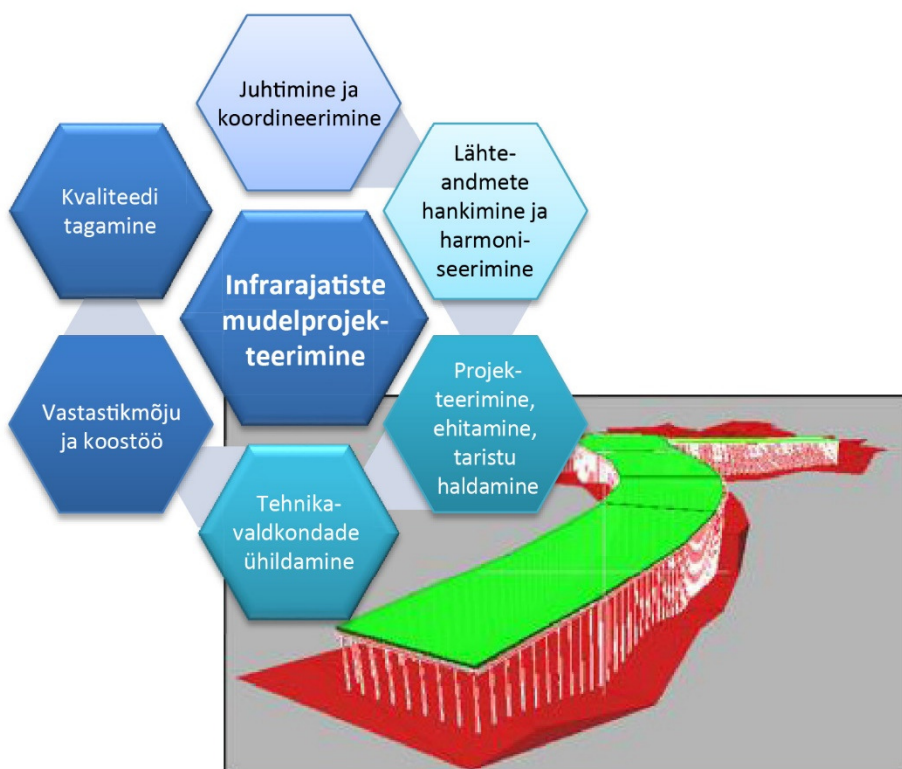 Juhtimine ja
koordineerimine
Lähte-
andmete
hankimine ja
harmoni-
seerimine
Kvaliteedi
tagamine
Infrarajatiste
mudelprojek-
teerimine
Projek-
teerimine,
ehitamine,
taristu
haldamine
Vastastikmõju
ja koostöö
Tehnika-
valdkondade
ühildamine